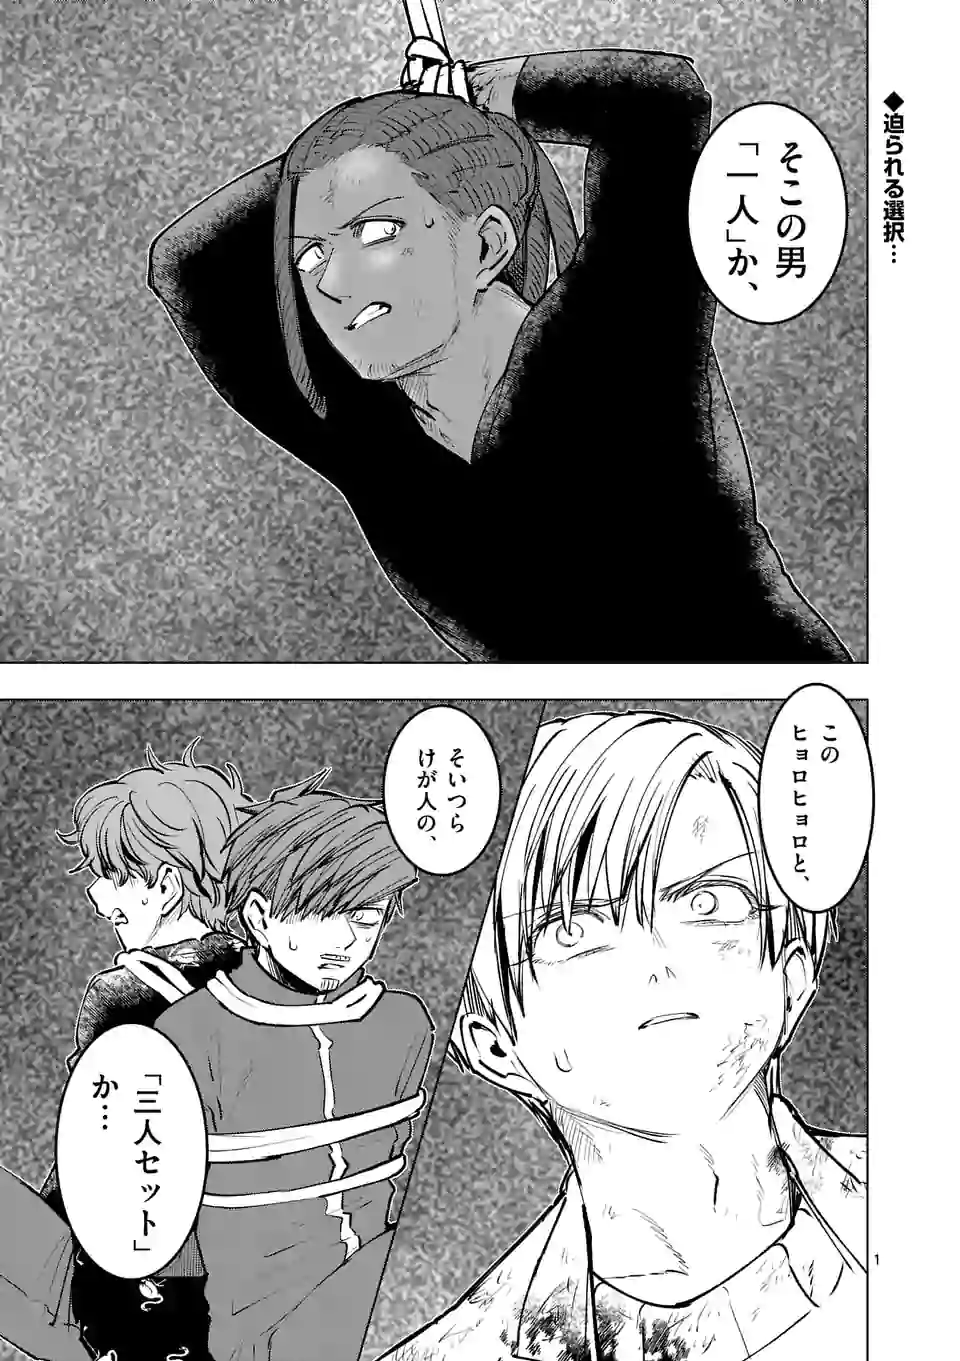 ◆迫られる選択…
そこの男
「一人」か、
この
ヒョロヒョロと、
そいつら
けが人の、
「三人セット」
か…
1